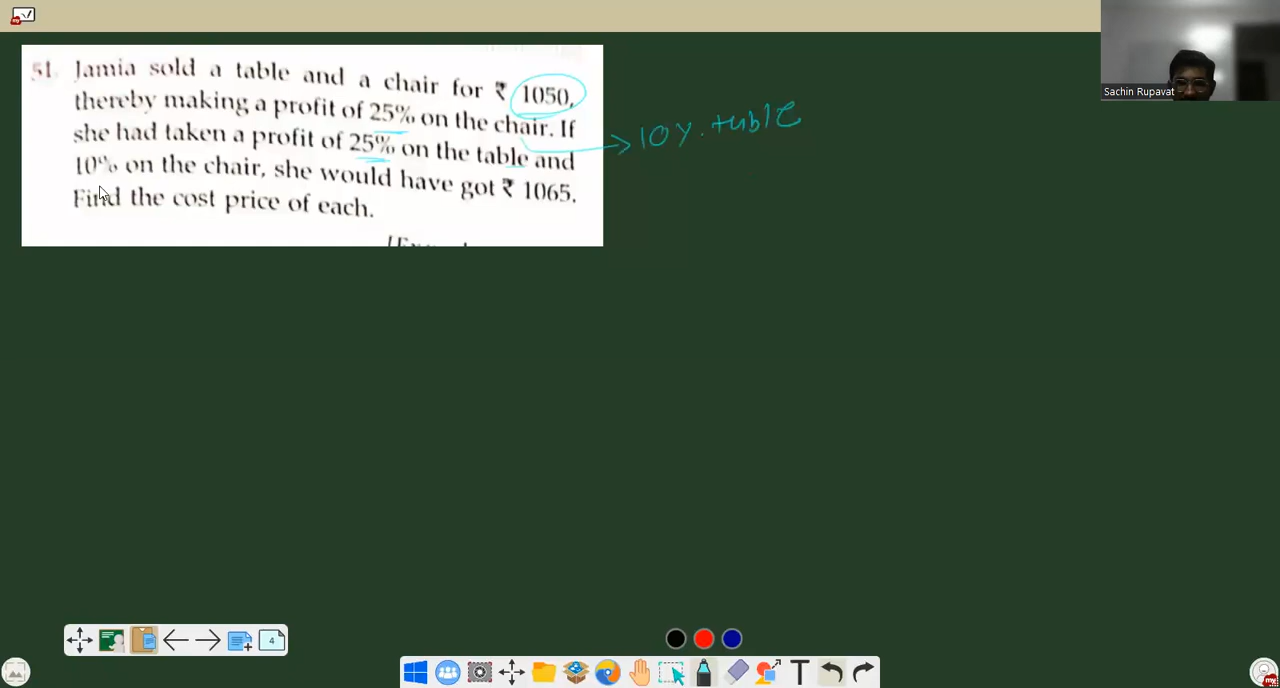 51. Jamia sold a table and a chair for ₹ 1050,
thereby making a profit of 25% on the chair. If
she had taken a profit of 25% on the table and
10% on the chair, she would have got ₹ 1065.
Find the cost price of each.
10%. table
Sachin Rupavat
4
T